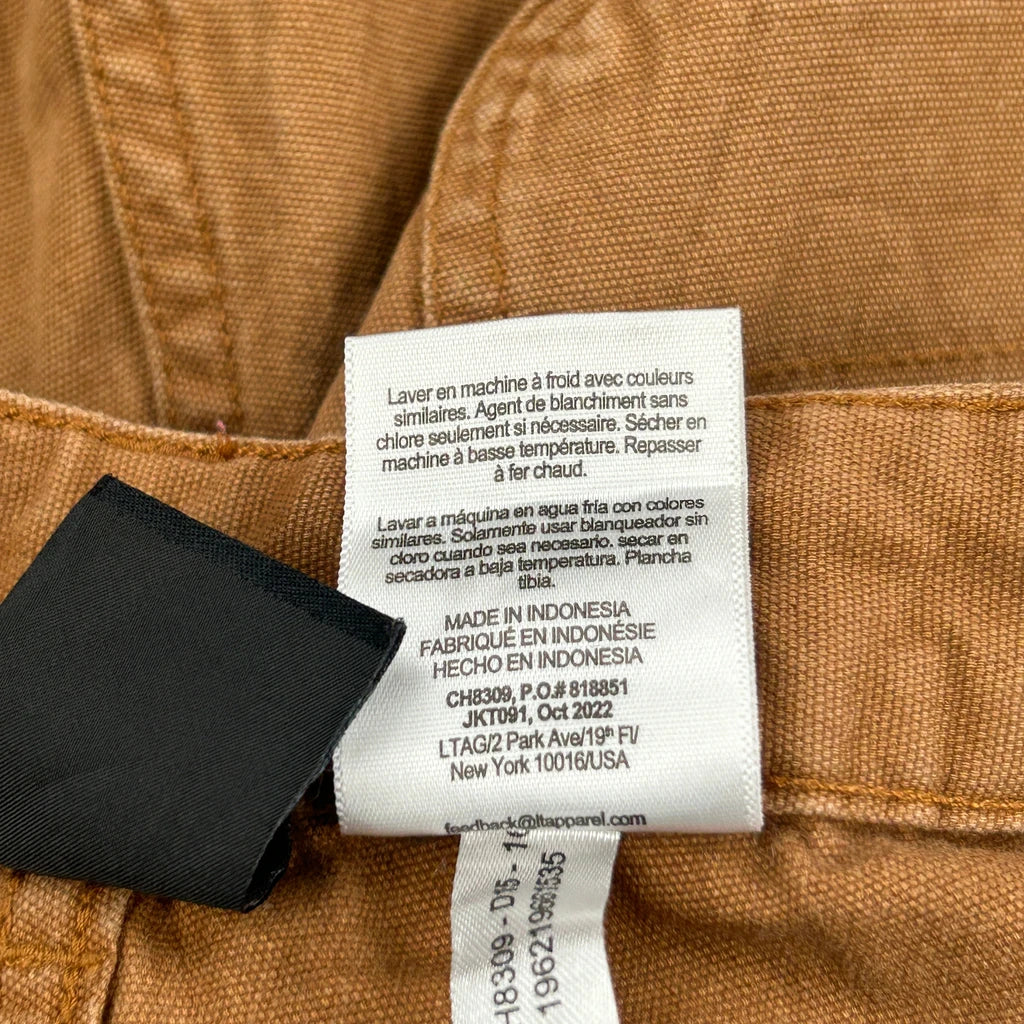 Laver en machine à froid avec couleurs
similaires. Agent de blanchiment sans
chlore seulement si nécessaire. Sécher en
machine à basse température. Repasser
à fer chaud.
Lavar a máquina en agua fria con colores
similares. Solamente usar blanqueador sin
cloro cuando sea necesario. secar en
secadora a baja temperatura. Plancha
tibia.
MADE IN INDONESIA
FABRIQUÉ EN INDONÉSIE
HECHO EN INDONESIA
CH8309, P.O.# 818851
JKT091, Oct 2022
LTAG/2 Park Ave/19th Fl/
New York 10016/USA
feedback@ltapparel.com
H8309 - D15 -